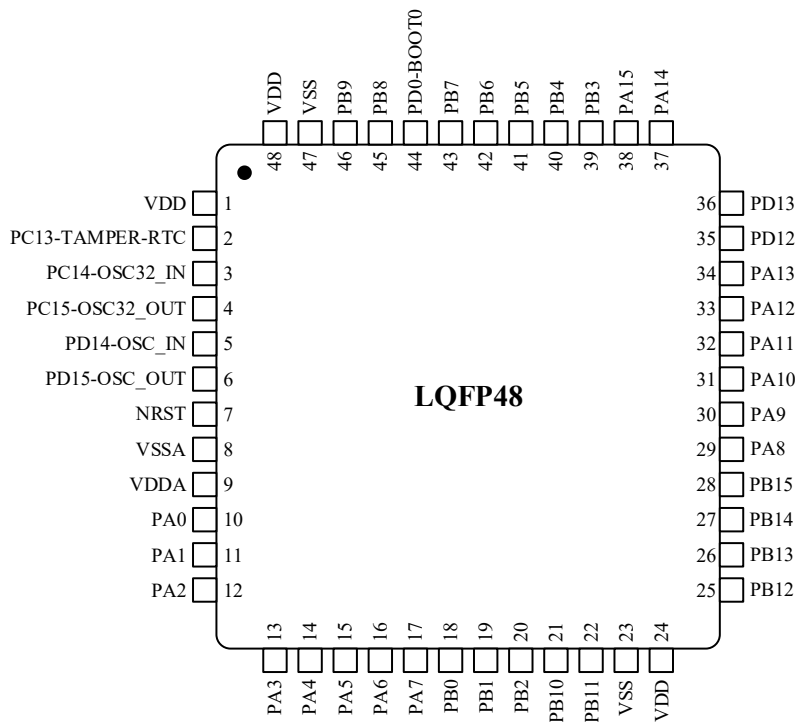 VDD
VSS
PB9
PB8
PD0-BOOT0
PB7
PB6
PB5
PB4
PB3
PA15
PA14
48
47
46
45
44
43
42
41
40
39
38
37
VDD 1
PC13-TAMPER-RTC 2
PC14-OSC32_IN 3
PC15-OSC32_OUT 4
PD14-OSC_IN 5
PD15-OSC_OUT 6
NRST 7
VSSA 8
VDDA 9
PA0 10
PA1 11
PA2 12
LQFP48
36 PD13
35 PD12
34 PA13
33 PA12
32 PA11
31 PA10
30 PA9
29 PA8
28 PB15
27 PB14
26 PB13
25 PB12
13
14
15
16
17
18
19
20
21
22
23
24
PA3
PA4
PA5
PA6
PA7
PB0
PB1
PB2
PB10
PB11
VSS
VDD